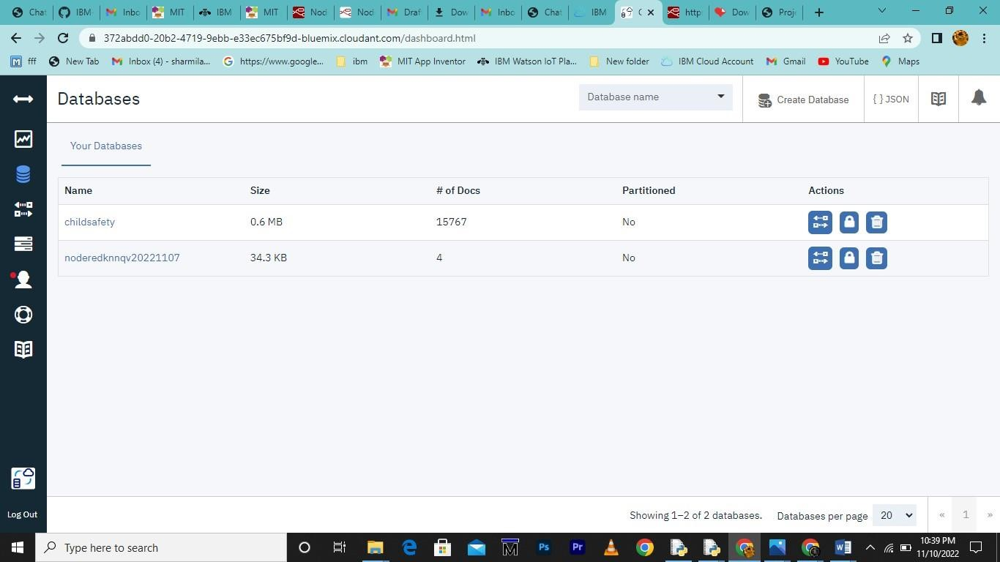 Chat IBM- Inbo MIT IBM MIT Nod Nod Draf Dow Inbo Chat IBM C http Dow Proje
372abdd0-20b2-4719-9ebb-e33ec675bf9d-bluemix.cloudant.com/dashboard.html
fff New Tab Inbox (4) - sharmila... https://www.google... ibm MIT App Inventor IBM Watson IoT Pla... New folder IBM Cloud Account Gmail YouTube Maps
Databases Database name Create Database { } JSON
Your Databases
Name Size # of Docs Partitioned Actions
childsafety 0.6 MB 15767 No
noderedknnqv20221107 34.3 KB 4 No
Log Out
Showing 1–2 of 2 databases. Databases per page 20 « 1 »
Type here to search Ps Pr 10:39 PM
11/10/2022